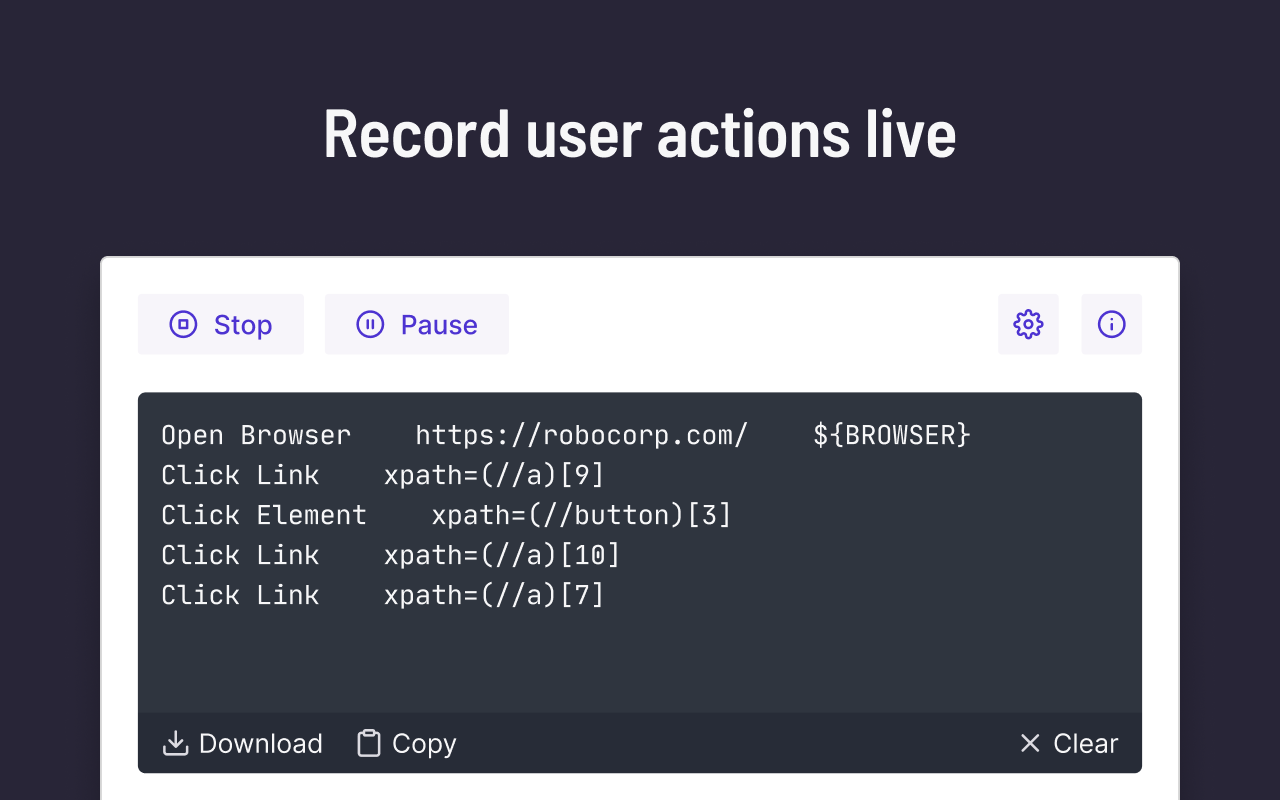 Record user actions live
Stop
Pause
Open Browser    https://robocorp.com/    ${BROWSER}
Click Link    xpath=(//a)[9]
Click Element    xpath=(//button)[3]
Click Link    xpath=(//a)[10]
Click Link    xpath=(//a)[7]
Download
Copy
Clear